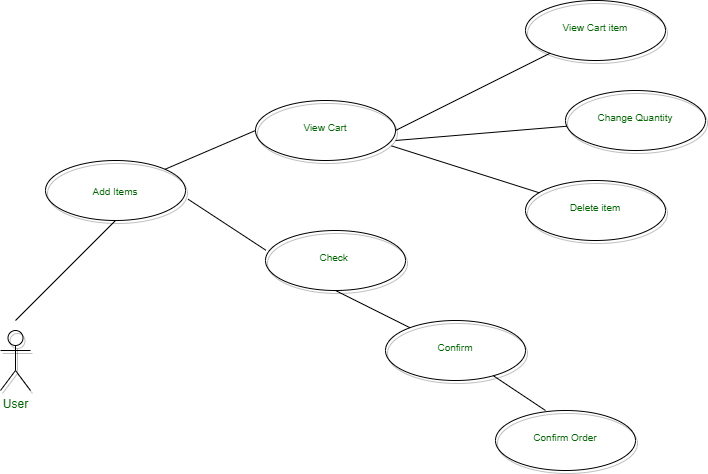 View Cart item
Change Quantity
View Cart
Add Items
Delete item
Check
Confirm
User
Confirm Order